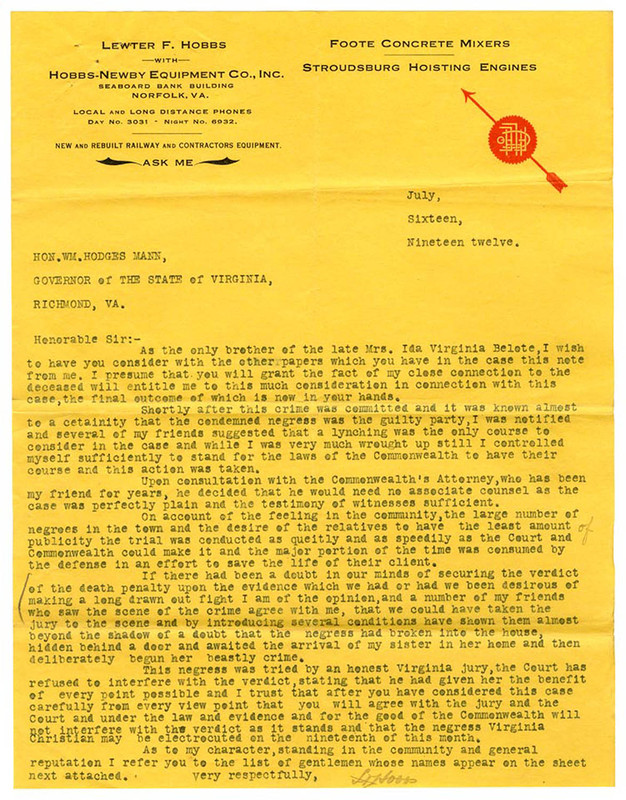 LEWTER F. HOBBS
WITH
HOBBS-NEWBY EQUIPMENT CO., INC.
SEABOARD BANK BUILDING
NORFOLK, VA.
LOCAL AND LONG DISTANCE PHONES
DAY NO. 3031 - NIGHT NO. 6932.
NEW AND REBUILT RAILWAY AND CONTRACTORS EQUIPMENT.
ASK ME
FOOTE CONCRETE MIXERS
STROUDSBURG HOISTING ENGINES
July,
Sixteen,
Nineteen twelve.
HON.WM.HODGES MANN,
GOVERNOR of THE STATE of VIRGINIA,
RICHMOND, VA.
Honorable Sir:-
As the only brother of the late Mrs. Ida Virginia Belote,I wish
to have you consider with the other papers which you have in the case this note
from me. I presume that you will grant the fact of my close connection to the
deceased will entitle me to this much consideration in connection with this
case,the final outcome of which is now in your hands.
Shortly after this crime was committed and it was known almost
to a cetainity that the condemned negress was the guilty party,I was notified
and several of my friends suggested that a lynching was the only course to
consider in the case and while I was very much wrought up still I controlled
myself sufficiently to stand for the laws of the Commonwealth to have their
course and this action was taken.
Upon consultation with the Commonwealth's Attorney,who has been
my friend for years, he decided that he would need no associate counsel as the
case was perfectly plain and the testimony of witnesses sufficient.
On account of the feeling in the community,the large number of
negroes in the town and the desire of the relatives to have the least amount of
publicity the trial was conducted as queitly and as speedily as the Court and
Commonwealth could make it and the major portion of the time was consumed by
the defense in an effort to save the life of their client.
If there had been a doubt in our minds of securing the verdict
of the death penalty upon the evidence which we had or had we been desirous of
making a long drawn out fight I am of the opinion,and a number of my friends
who saw the scene of the crime agree with me, that we could have taken the
jury to the scene and by introducing several conditions have shown them almost
beyond the shadow of a doubt that the negress had broken into the house,
hidden behind a door and awaited the arrival of my sister in her home and then
deliberately begun her beastly crime.
This negress was tried by an honest Virginia jury,the Court has
refused to interfere with the verdict,stating that he had given her the benefit
of every point possible and I trust that after you have considered this case
carefully from every view point that you will agree with the jury and the
Court and under the law and evidence and for the good of the Commonwealth will
not interfere with the verdict as it stands and that the negress Virginia
Christian may be electrocuted on the nineteenth of this month.
As to my character,standing in the community and general
reputation I refer you to the list of gentlemen whose names appear on the sheet
next attached. very respectfully,